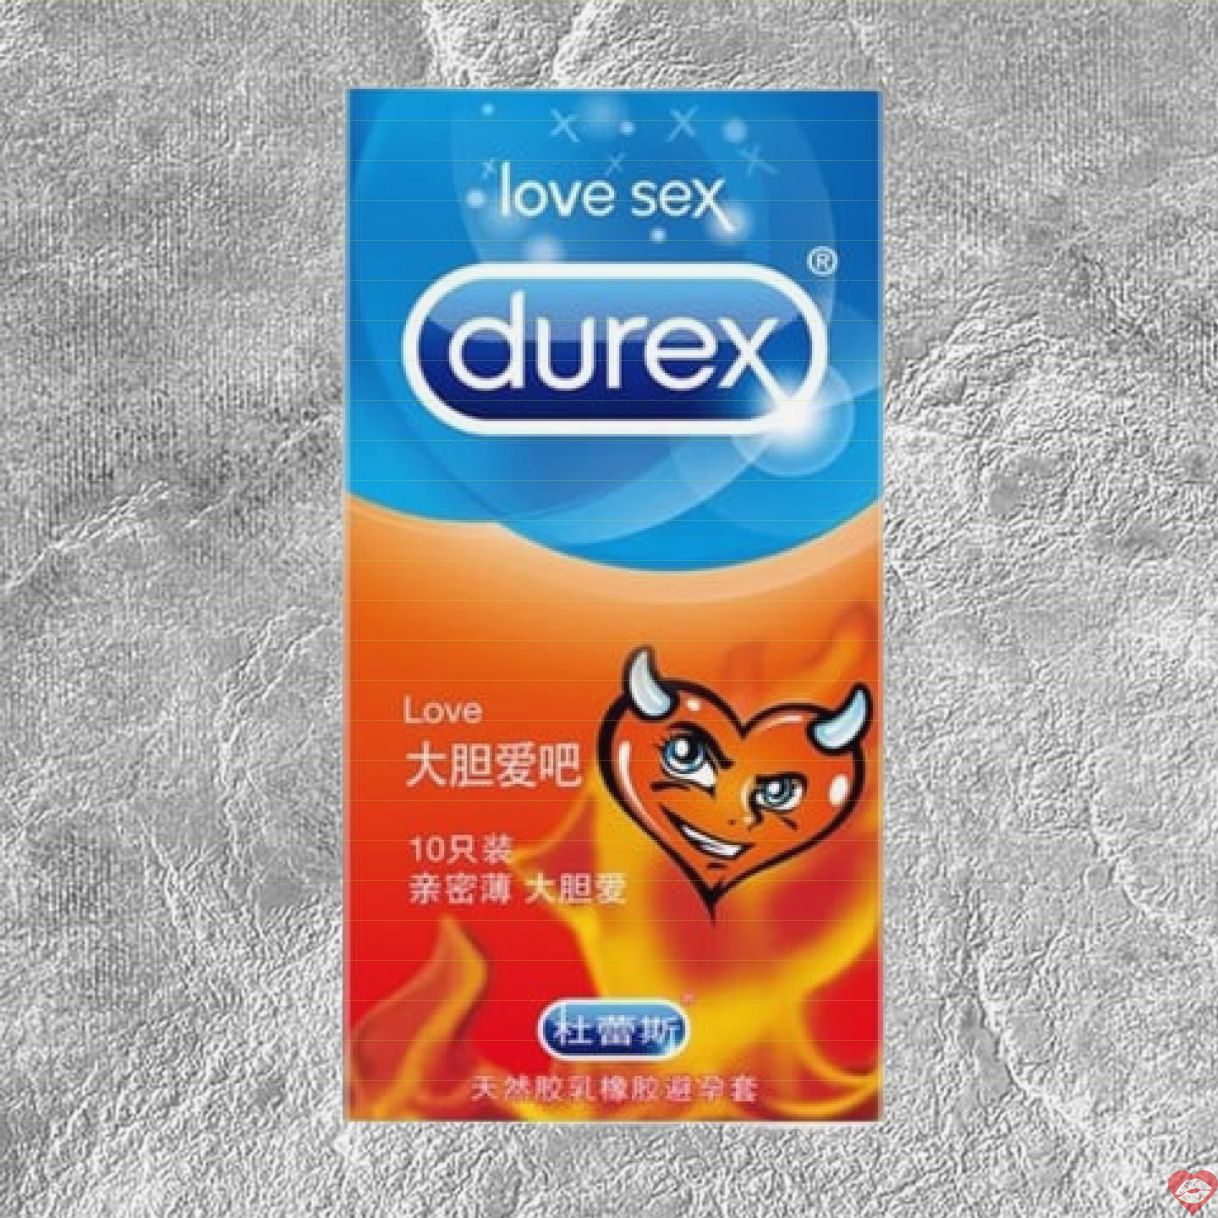 love sex
durex®
Love
大胆爱吧
10只装
亲密薄 大胆爱
杜蕾斯
天然胶乳橡胶避孕套